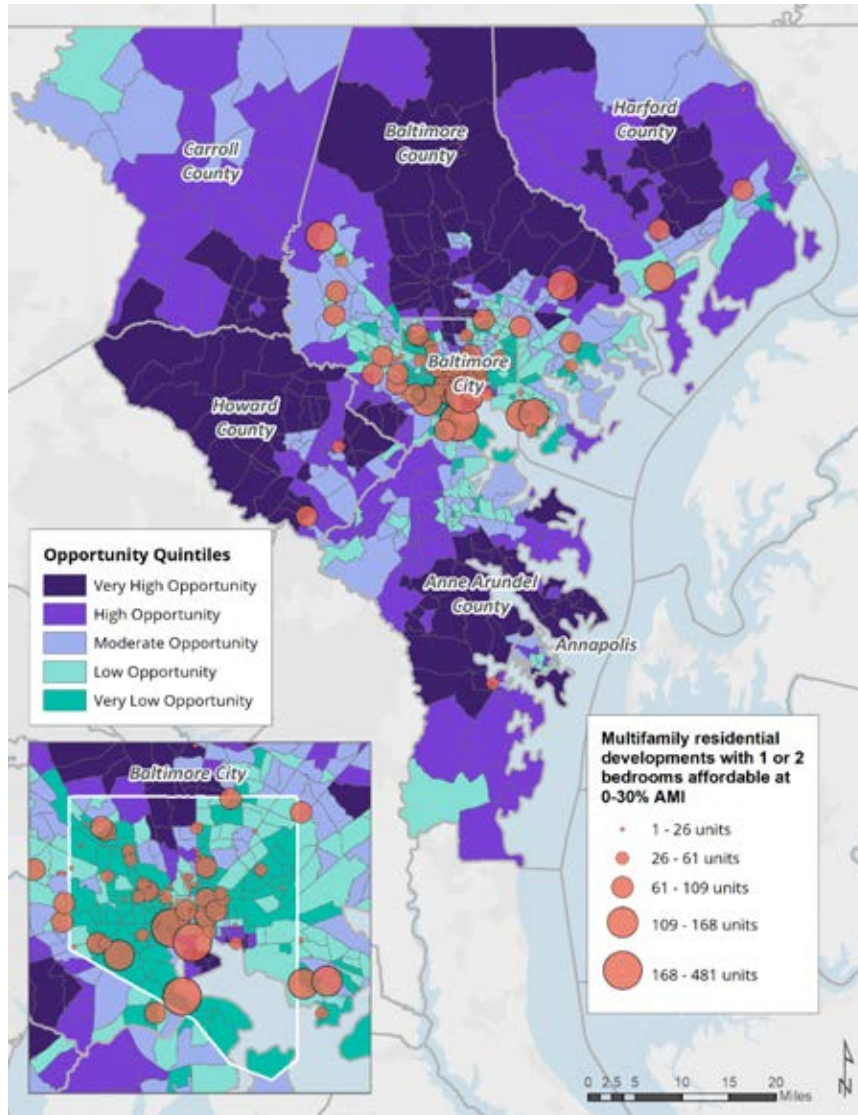 Harford
County
Baltimore
County
Carroll
County
Baltimore
City
Howard
County
Opportunity Quintiles
Very High Opportunity
High Opportunity
Moderate Opportunity
Low Opportunity
Very Low Opportunity
Anne Arundel
County
Annapolis
Baltimore City
Multifamily residential
developments with 1 or 2
bedrooms affordable at
0-30% AMI
1 - 26 units
26 - 61 units
61 - 109 units
109 - 168 units
168 - 481 units
N
0 2.5 5 10 15 20
Miles